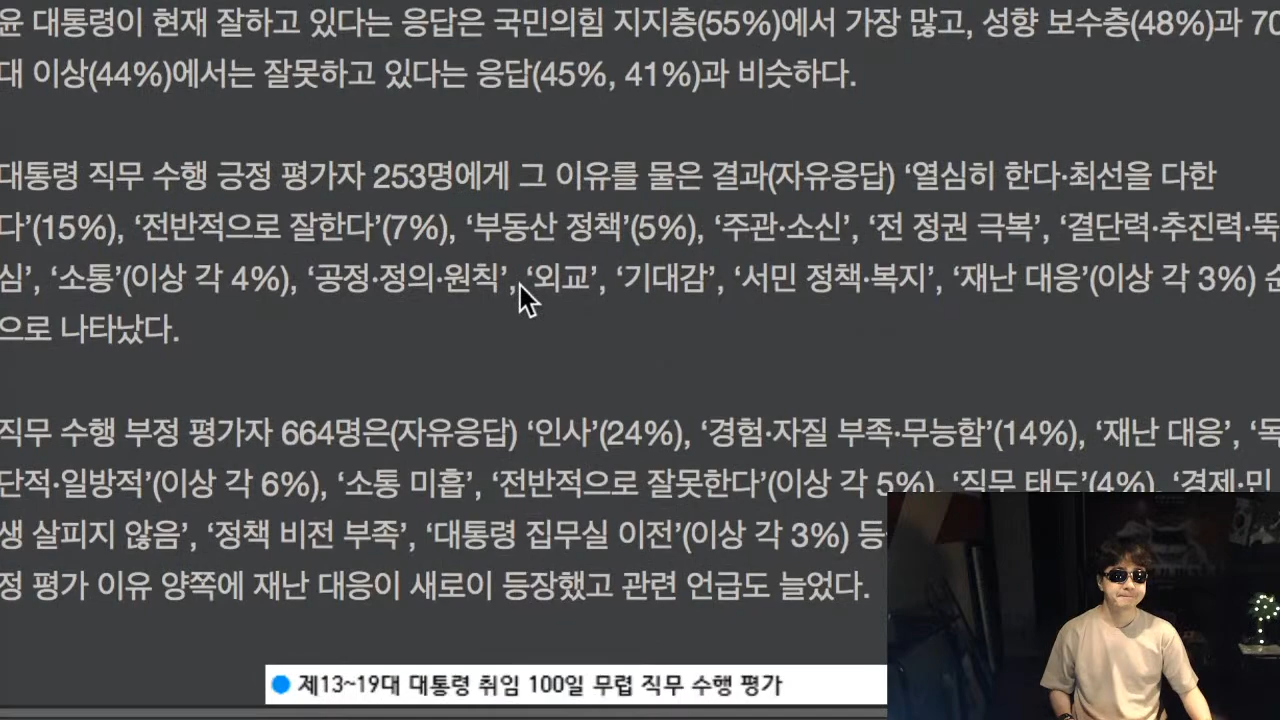 윤 대통령이 현재 잘하고 있다는 응답은 국민의힘 지지층(55%)에서 가장 많고, 성향 보수층(48%)과 70
대 이상(44%)에서는 잘못하고 있다는 응답(45%, 41%)과 비슷하다.
대통령 직무 수행 긍정 평가자 253명에게 그 이유를 물은 결과(자유응답) ‘열심히 한다·최선을 다한
다’(15%), ‘전반적으로 잘한다’(7%), ‘부동산 정책’(5%), ‘주관·소신’, ‘전 정권 극복’, ‘결단력·추진력·뚝
심’, ‘소통’(이상 각 4%), ‘공정·정의·원칙’, ‘외교’, ‘기대감’, ‘서민 정책·복지’, ‘재난 대응’(이상 각 3%) 순
으로 나타났다.
직무 수행 부정 평가자 664명은(자유응답) ‘인사’(24%), ‘경험·자질 부족·무능함’(14%), ‘재난 대응’, ‘독
단적·일방적’(이상 각 6%), ‘소통 미흡’, ‘전반적으로 잘못한다’(이상 각 5%), ‘직무 태도’(4%), ‘경제·민
생 살피지 않음’, ‘정책 비전 부족’, ‘대통령 집무실 이전’(이상 각 3%) 등
정 평가 이유 양쪽에 재난 대응이 새로이 등장했고 관련 언급도 늘었다.
제13~19대 대통령 취임 100일 무렵 직무 수행 평가